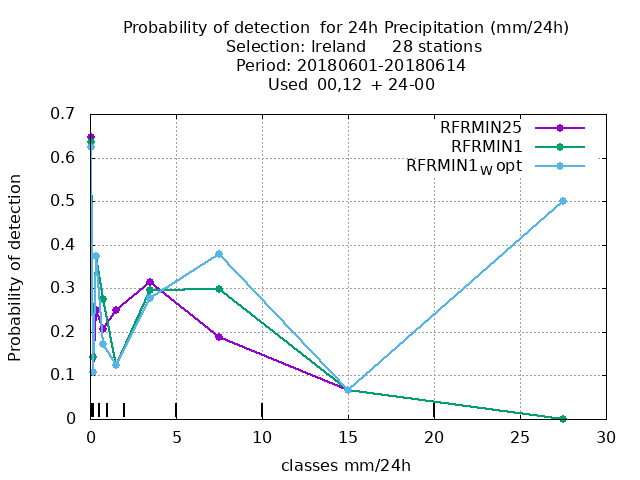 Probability of detection  for 24h Precipitation (mm/24h)
Selection: Ireland     28 stations
Period: 20180601-20180614
Used  00,12  + 24-00
RFRMIN25
RFRMIN1
RFRMIN1W opt
Probability of detection
0.7
0.6
0.5
0.4
0.3
0.2
0.1
0
0 5 10 15 20 25 30
classes mm/24h